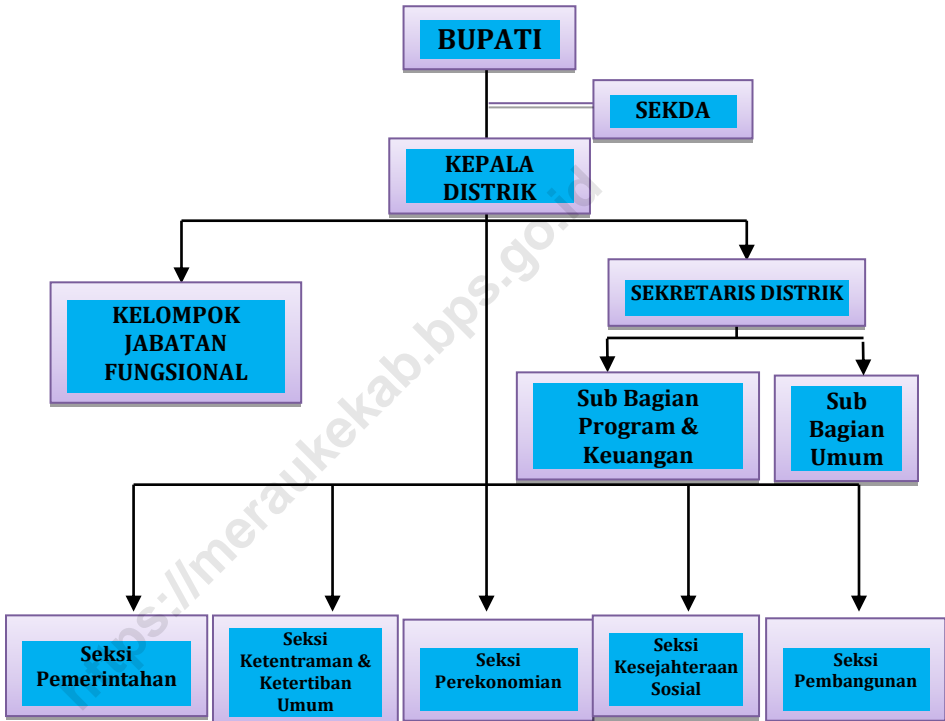 BUPATI
SEKDA
KEPALA
DISTRIK
SEKRETARIS DISTRIK
KELOMPOK
JABATAN
FUNGSIONAL
Sub Bagian
Program &
Keuangan
Sub
Bagian
Umum
Seksi
Pemerintahan
Seksi
Ketentraman &
Ketertiban
Umum
Seksi
Perekonomian
Seksi
Kesejahteraan
Sosial
Seksi
Pembangunan
https://meraukekab.bps.go.id